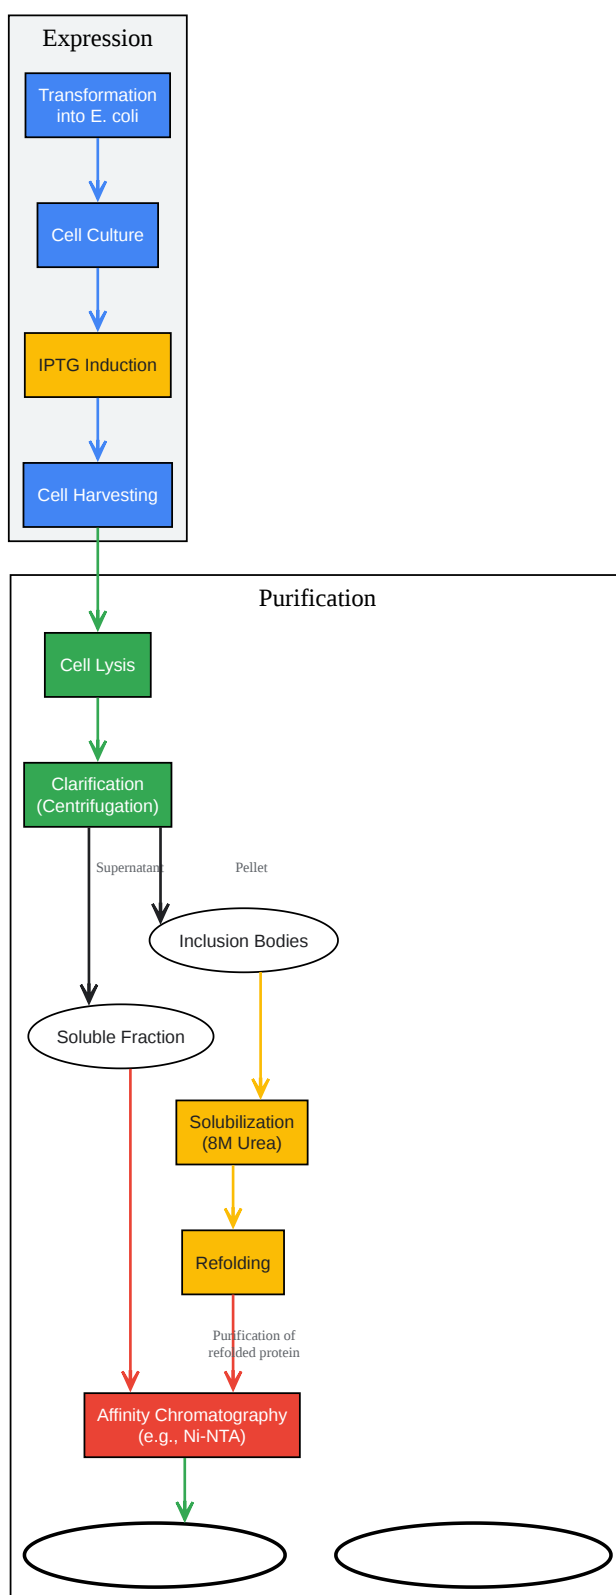 Expression
Transformation
into E. coli
Cell Culture
IPTG Induction
Cell Harvesting
Purification
Cell Lysis
Clarification
(Centrifugation)
Supernatant
Pellet
Inclusion Bodies
Soluble Fraction
Solubilization
(8M Urea)
Refolding
Purification of
refolded protein
Affinity Chromatography
(e.g., Ni-NTA)